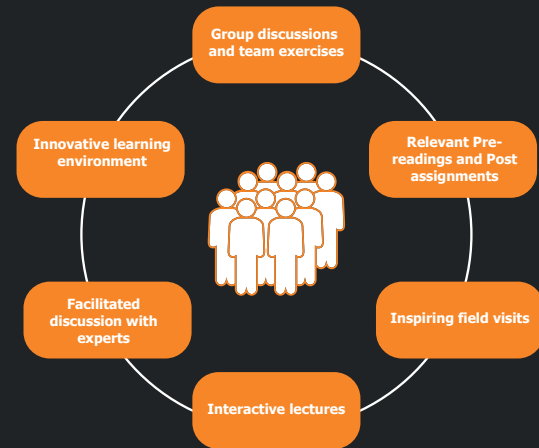 Group discussions
and team exercises
Relevant Pre-
readings and Post
assignments
Inspiring field visits
Interactive lectures
Facilitated
discussion with
experts
Innovative learning
environment